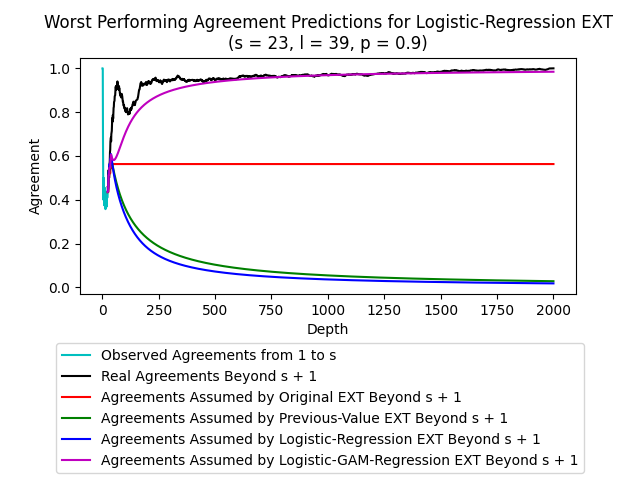 Worst Performing Agreement Predictions for Logistic-Regression EXT
(s = 23, l = 39, p = 0.9)
1.0
0.8
0.6
0.4
0.2
0.0
Agreement
0 250 500 750 1000 1250 1500 1750 2000
Depth
Observed Agreements from 1 to s
Real Agreements Beyond s + 1
Agreements Assumed by Original EXT Beyond s + 1
Agreements Assumed by Previous-Value EXT Beyond s + 1
Agreements Assumed by Logistic-Regression EXT Beyond s + 1
Agreements Assumed by Logistic-GAM-Regression EXT Beyond s + 1